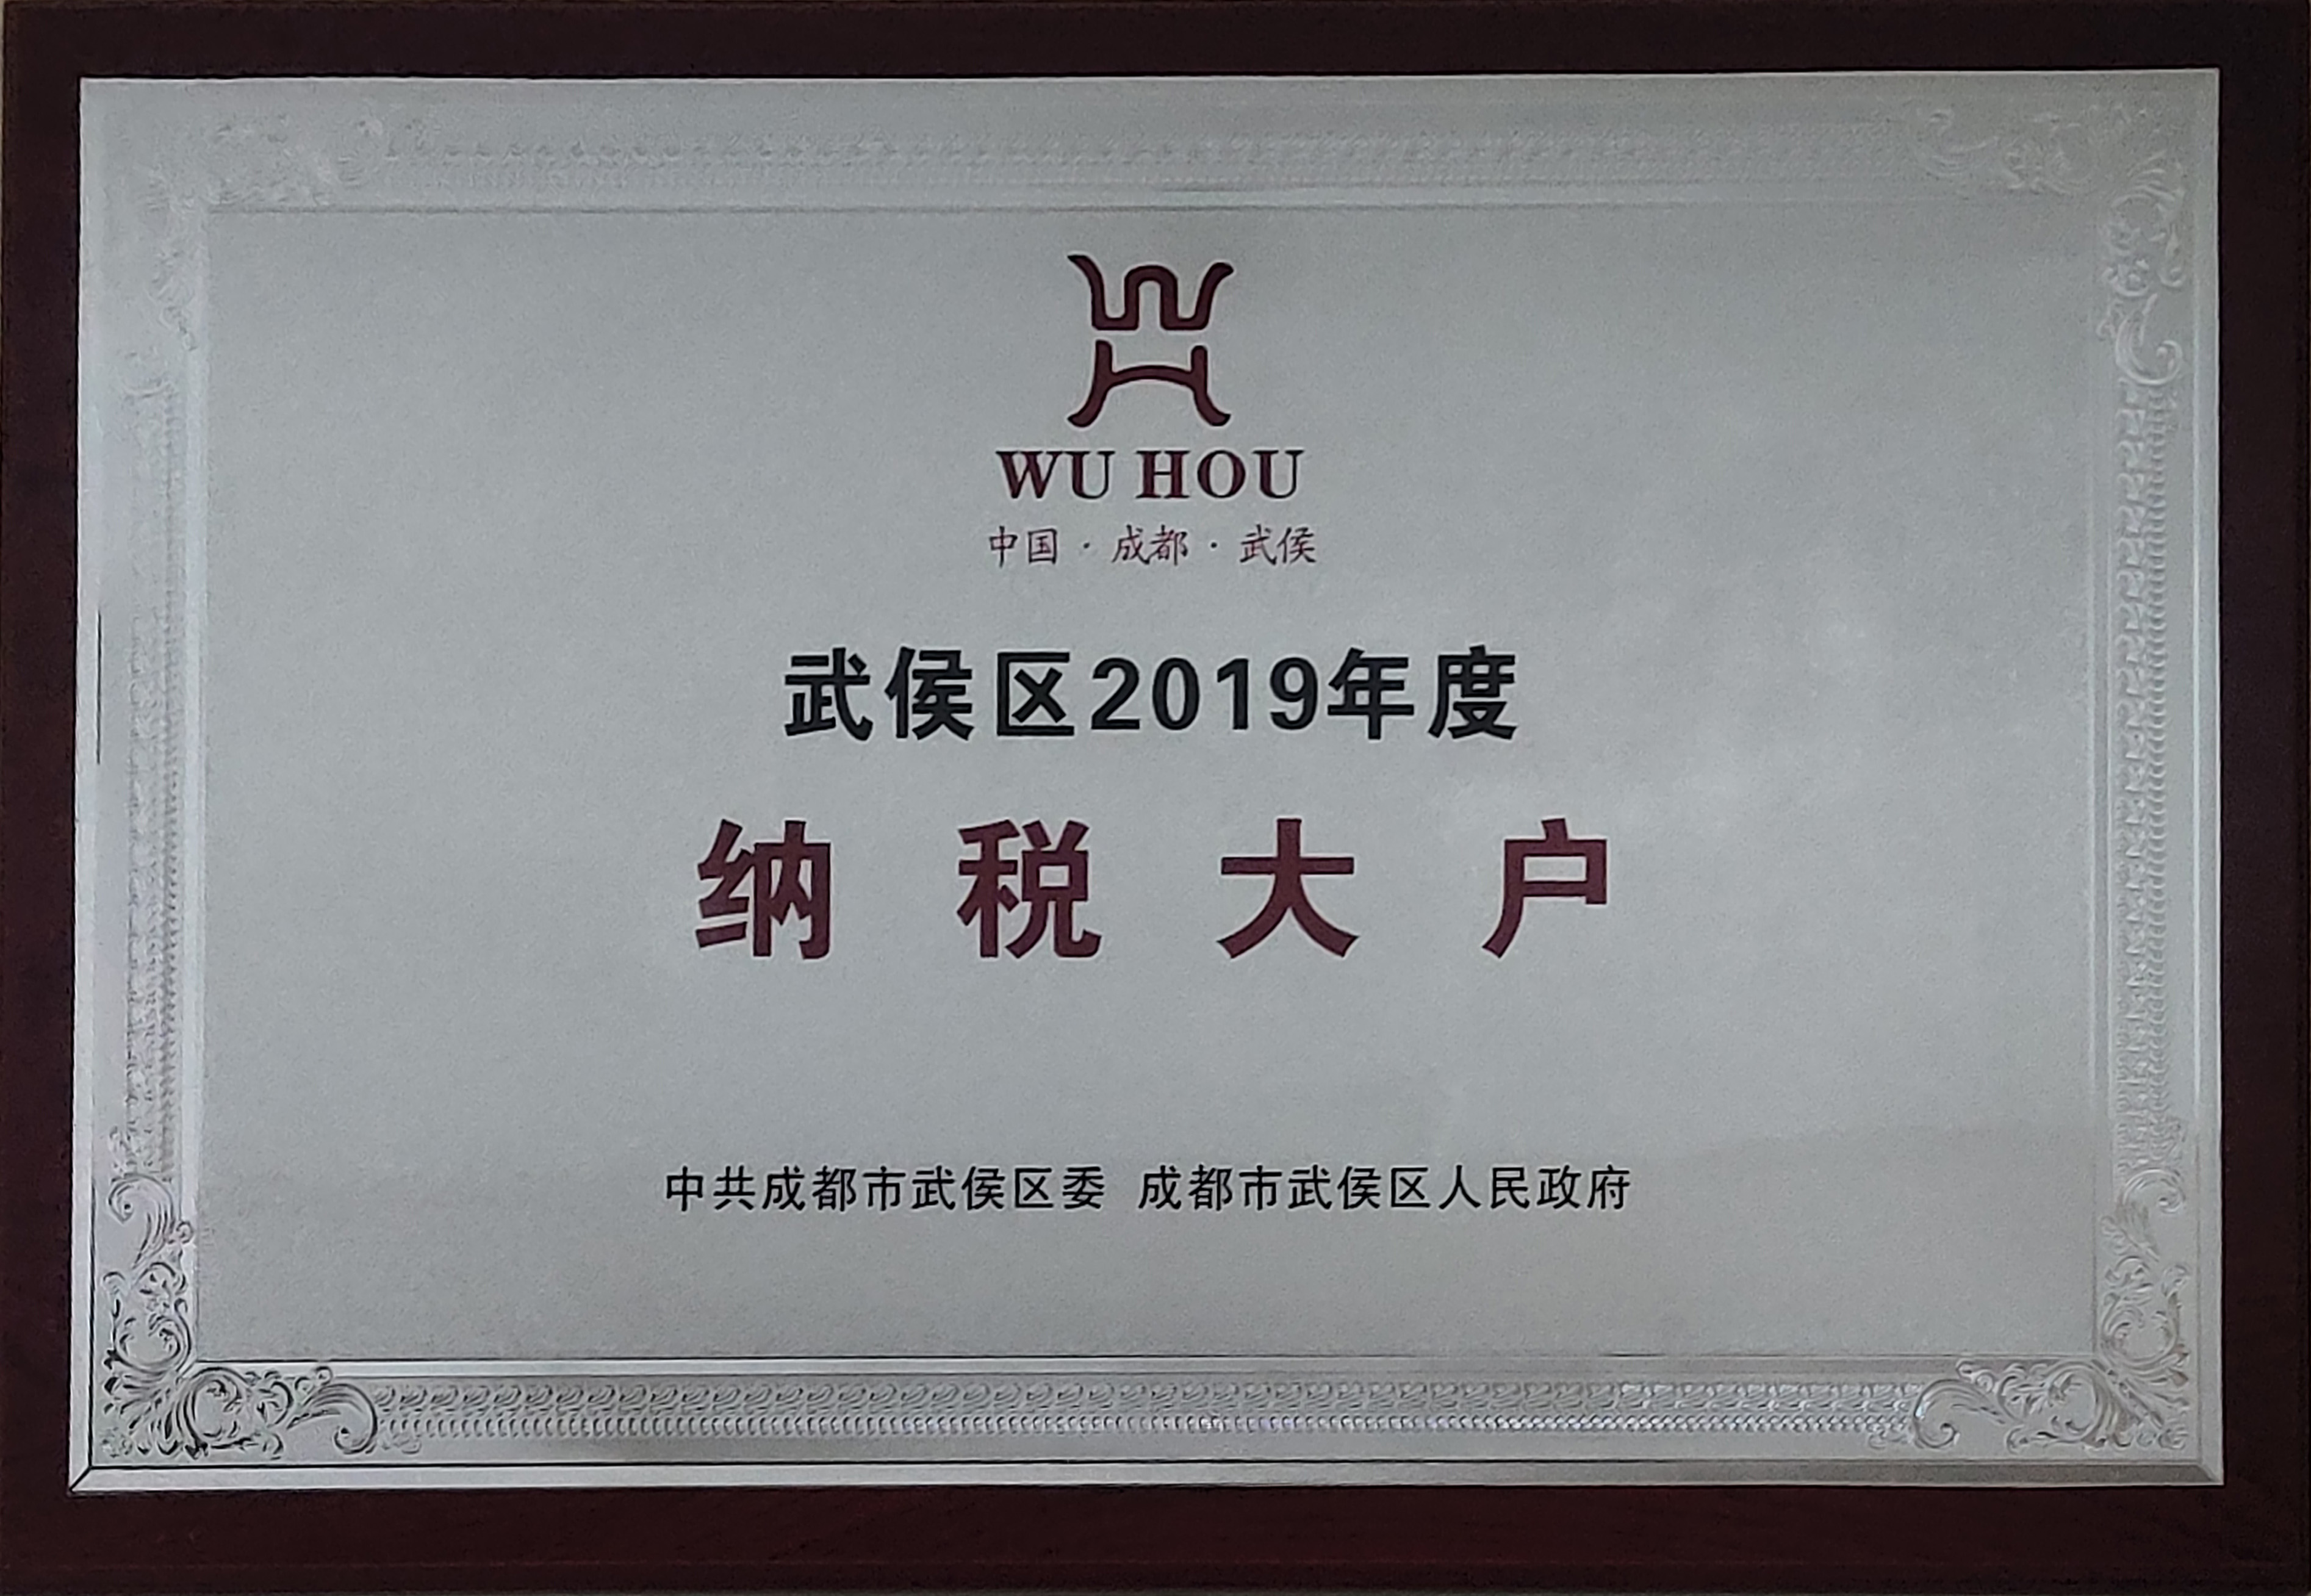 WU HOU
中国·成都·武侯
武侯区2019年度
纳税大户
中共成都市武侯区委 成都市武侯区人民政府